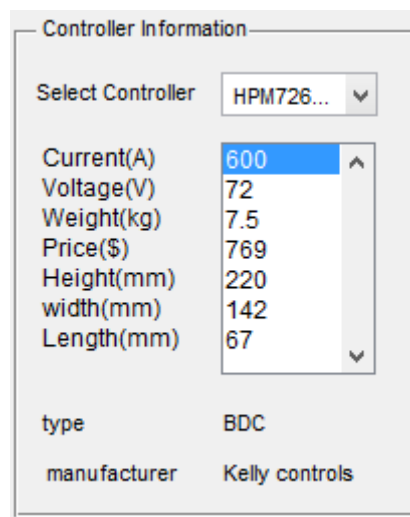 Controller Information
Select Controller HPM726...
Current(A) 600
Voltage(V) 72
Weight(kg) 7.5
Price($) 769
Height(mm) 220
width(mm) 142
Length(mm) 67
type BDC
manufacturer Kelly controls